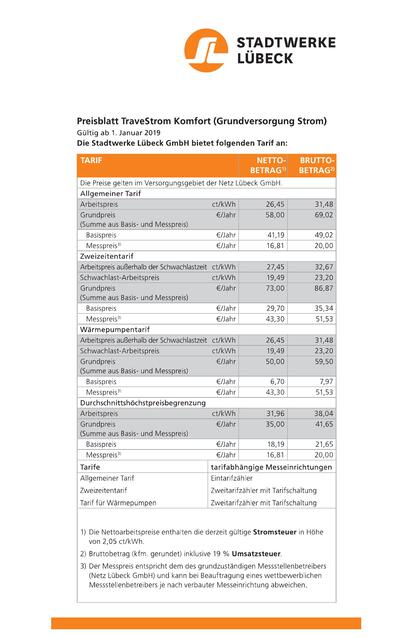 STADTWERKE
LÜBECK
Preisblatt TraveStrom Komfort (Grundversorgung Strom)
Gültig ab 1. Januar 2019
Die Stadtwerke Lübeck GmbH bietet folgenden Tarif an:
TARIF NETTO-BETRAG1) BRUTTO-BETRAG2)
Die Preise gelten im Versorgungsgebiet der Netz Lübeck GmbH.
Allgemeiner Tarif
Arbeitspreis ct/kWh 26,45 31,48
Grundpreis €/Jahr 58,00 69,02
(Summe aus Basis- und Messpreis)
Basispreis €/Jahr 41,19 49,02
Messpreis3) €/Jahr 16,81 20,00
Zweizeitentarif
Arbeitspreis außerhalb der Schwachlastzeit ct/kWh 27,45 32,67
Schwachlast-Arbeitspreis ct/kWh 19,49 23,20
Grundpreis €/Jahr 73,00 86,87
(Summe aus Basis- und Messpreis)
Basispreis €/Jahr 29,70 35,34
Messpreis3) €/Jahr 43,30 51,53
Wärmepumpentarif
Arbeitspreis außerhalb der Schwachlastzeit ct/kWh 26,45 31,48
Schwachlast-Arbeitspreis ct/kWh 19,49 23,20
Grundpreis €/Jahr 50,00 59,50
(Summe aus Basis- und Messpreis)
Basispreis €/Jahr 6,70 7,97
Messpreis3) €/Jahr 43,30 51,53
Durchschnittshöchstpreisbegrenzung
Arbeitspreis ct/kWh 31,96 38,04
Grundpreis €/Jahr 35,00 41,65
(Summe aus Basis- und Messpreis)
Basispreis €/Jahr 18,19 21,65
Messpreis3) €/Jahr 16,81 20,00
Tarife tarifabhängige Messeinrichtungen
Allgemeiner Tarif Eintarifzähler
Zweizeitentarif Zweitarifzähler mit Tarifschaltung
Tarif für Wärmepumpen Zweitarifzähler mit Tarifschaltung
1) Die Nettoarbeitspreise enthalten die derzeit gültige Stromsteuer in Höhe
von 2,05 ct/kWh.
2) Bruttobetrag (kfm. gerundet) inklusive 19 % Umsatzsteuer.
3) Der Messpreis entspricht dem des grundzuständigen Messstellenbetreibers
(Netz Lübeck GmbH) und kann bei Beauftragung eines wettbewerblichen
Messstellenbetreibers je nach verbauter Messeinrichtung abweichen.